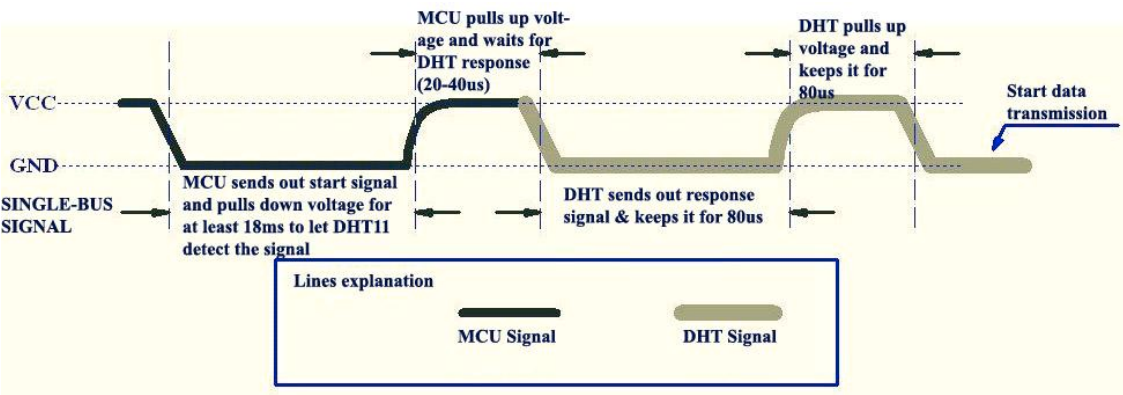 MCU pulls up volt-
age and waits for
DHT response
(20-40us)
DHT pulls up
voltage and
keeps it for
80us
Start data
transmission
VCC
GND
SINGLE-BUS
SIGNAL
MCU sends out start signal
and pulls down voltage for
at least 18ms to let DHT11
detect the signal
DHT sends out response
signal & keeps it for 80us
Lines explanation
MCU Signal
DHT Signal